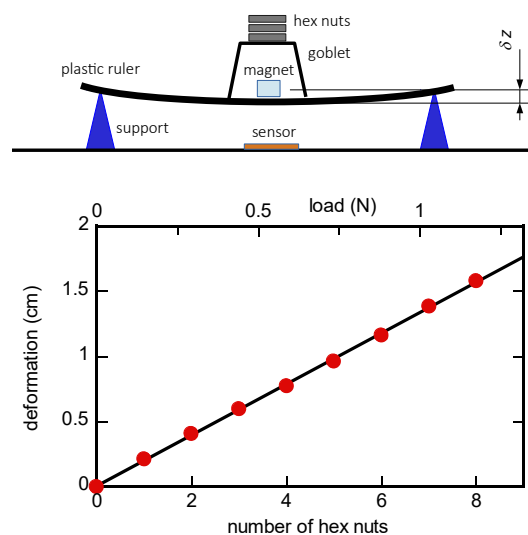 hex nuts
goblet
δ z
plastic ruler
magnet
support
sensor
load (N)
0
0.5
1
2
1.5
1
0.5
0
deformation (cm)
0
2
4
6
8
number of hex nuts